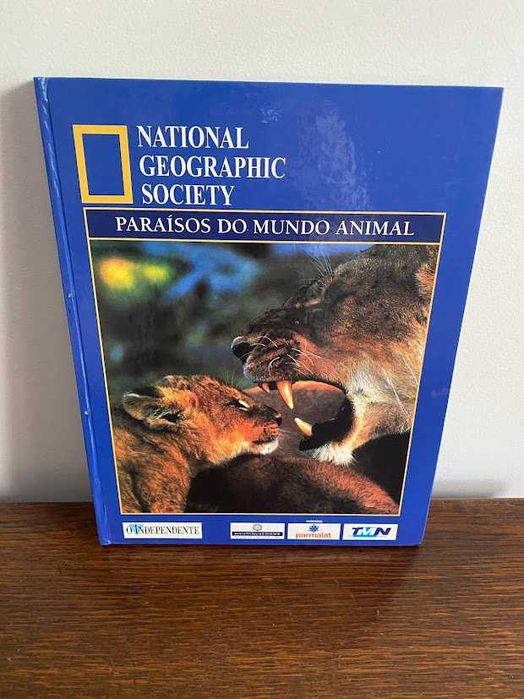 NATIONAL
GEOGRAPHIC
SOCIETY
PARAÍSOS DO MUNDO ANIMAL
O INDEPENDENTE
parmalat
TMN